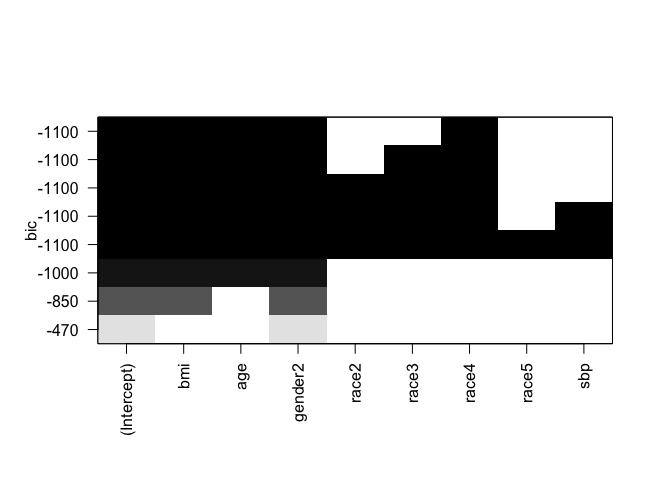 -1100
-1100
-1100
-1100
-1100
-1000
-850
-470
bic
(Intercept)
bmi
age
gender2
race2
race3
race4
race5
sbp